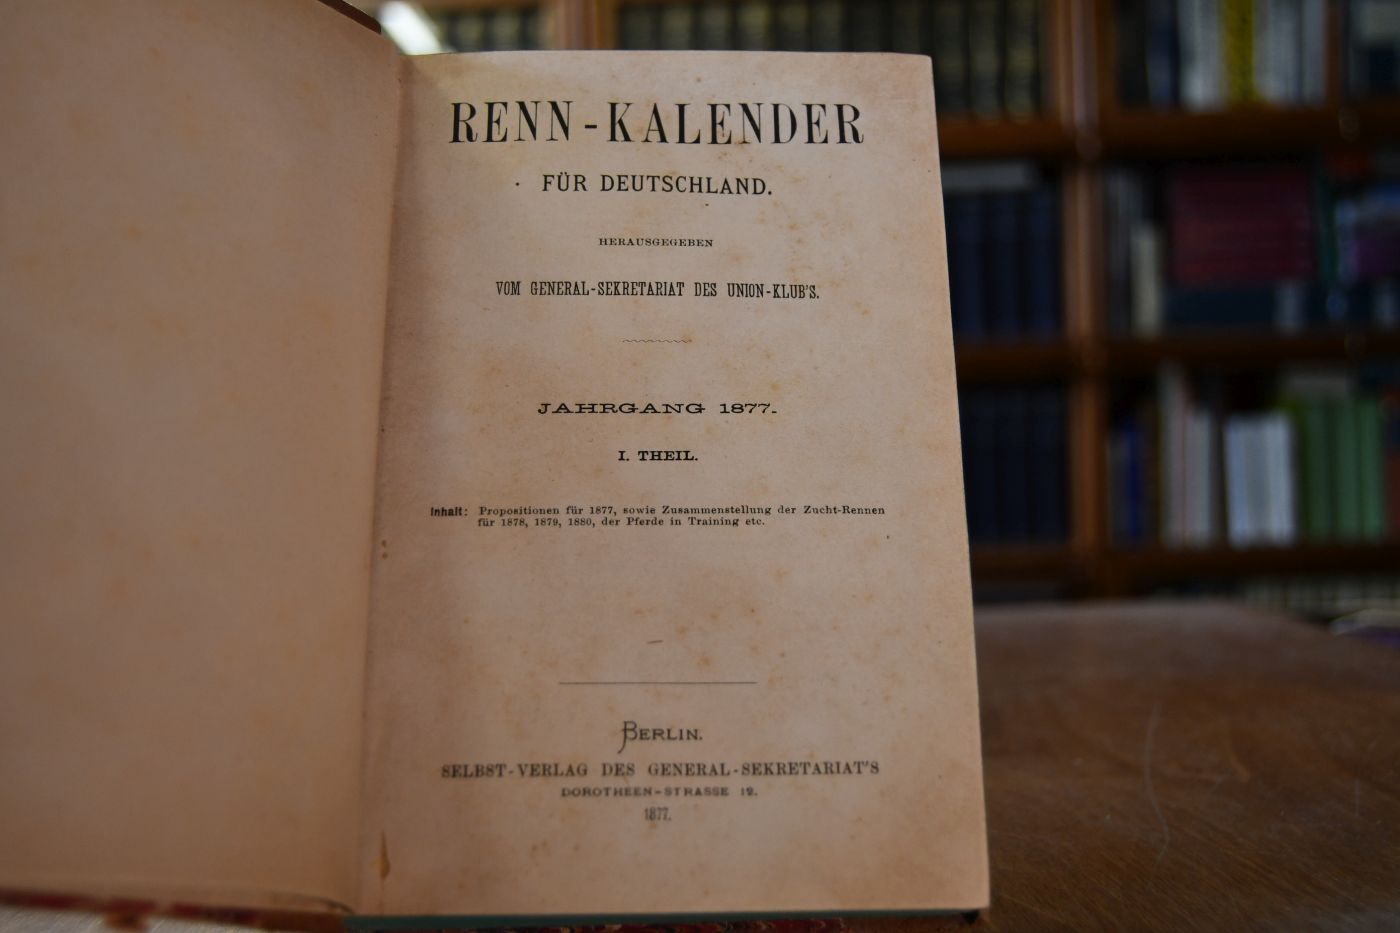 RENN-KALENDER
FÜR DEUTSCHLAND.
HERAUSGEGEBEN
VOM GENERAL-SEKRETARIAT DES UNION-KLUB'S.
JAHRGANG 1877.
I. THEIL.
Inhalt: Propositionen für 1877, sowie Zusammenstellung der Zucht-Rennen
für 1878, 1879, 1880, der Pferde in Training etc.
BERLIN.
SELBST-VERLAG DES GENERAL-SEKRETARIAT'S
DOROTHEEN-STRASSE 12.
1877.